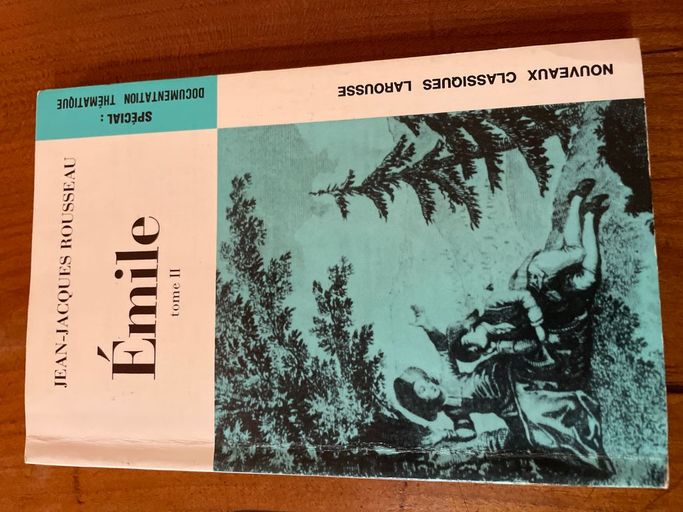 JEAN-JACQUES ROUSSEAU
Émile
tome II
SPÉCIAL :
DOCUMENTATION THÉMATIQUE
NOUVEAUX CLASSIQUES LAROUSSE